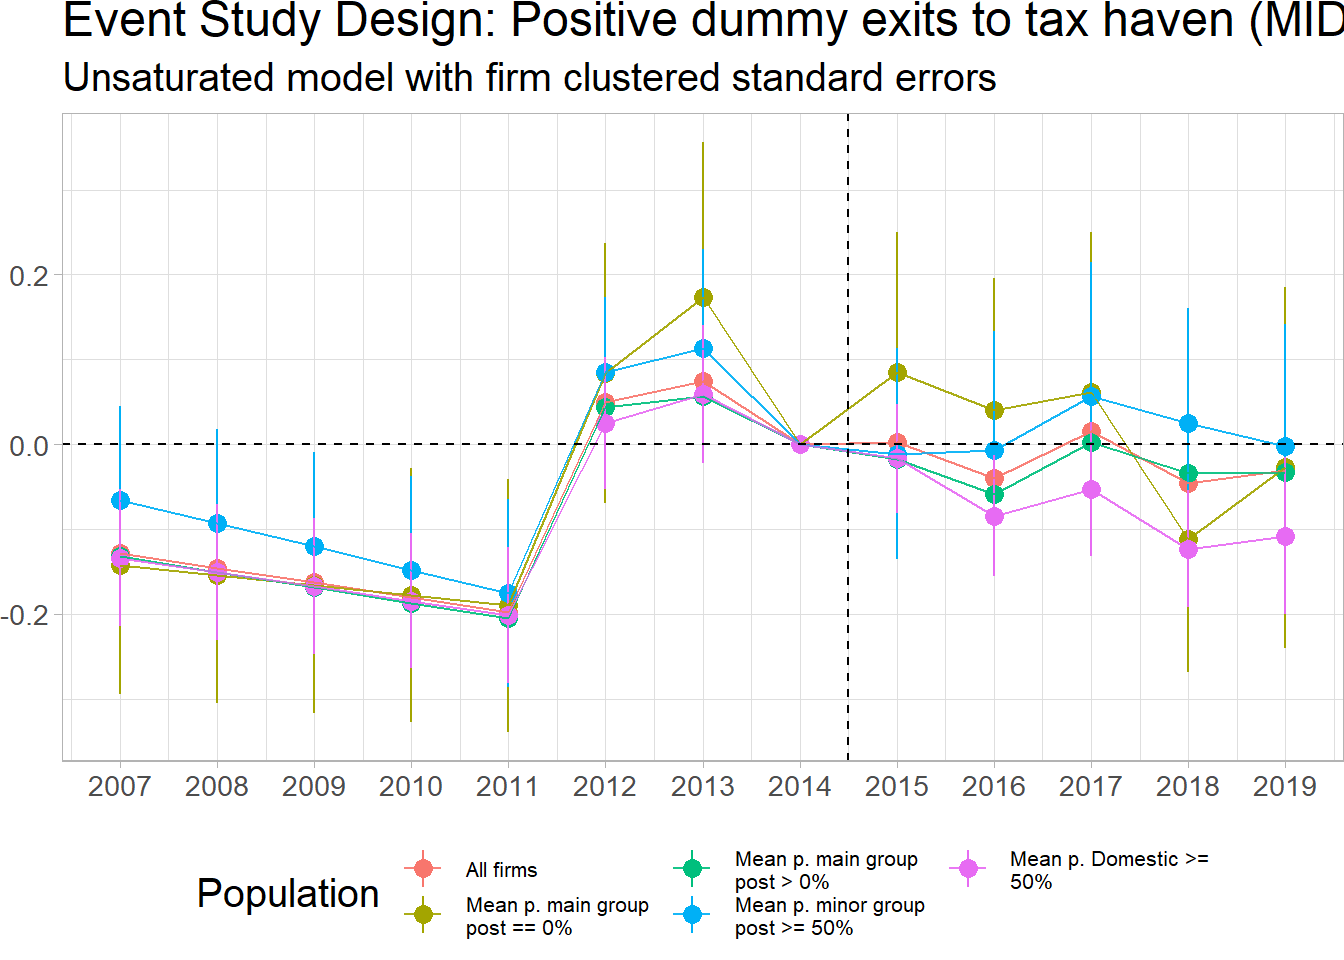 Event Study Design: Positive dummy exits to tax haven (MID
Unsaturated model with firm clustered standard errors
0.2
0.0
-0.2
2007 2008 2009 2010 2011 2012 2013 2014 2015 2016 2017 2018 2019
Population
All firms
Mean p. main group
post == 0%
Mean p. main group
post > 0%
Mean p. minor group
post >= 50%
Mean p. Domestic >=
50%